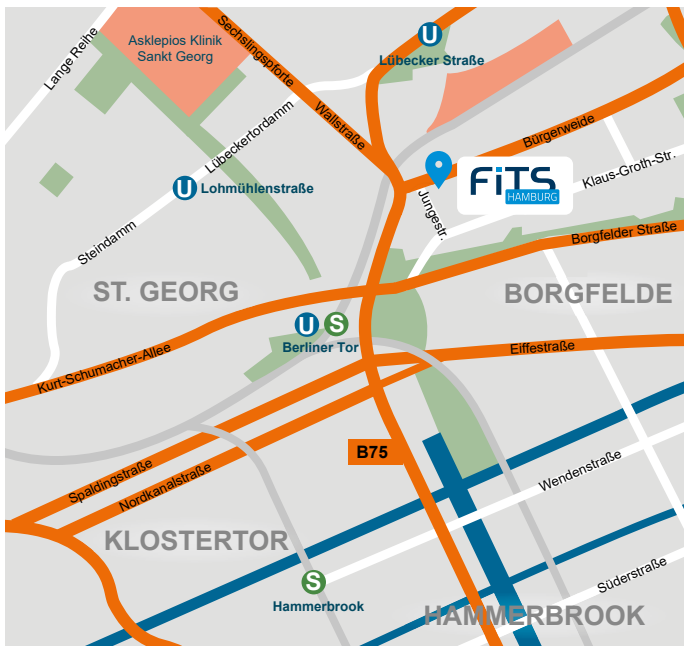 Lange Reihe
Asklepios Klinik
Sankt Georg
Sechslingspforte
U
Lübecker Straße
Wallstraße
Lübeckertordamm
Bürgerweide
U Lohmühlenstraße
FiTS
HAMBURG
Klaus-Groth-Str.
Jungestr.
Steindamm
Borgfelder Straße
ST. GEORG
BORGFELDE
U S
Berliner Tor
Eiffestraße
Kurt-Schumacher-Allee
B75
Spaldingstraße
Nordkanalstraße
Wendenstraße
KLOSTERTOR
S
Hammerbrook
Süderstraße
HAMMERBROOK